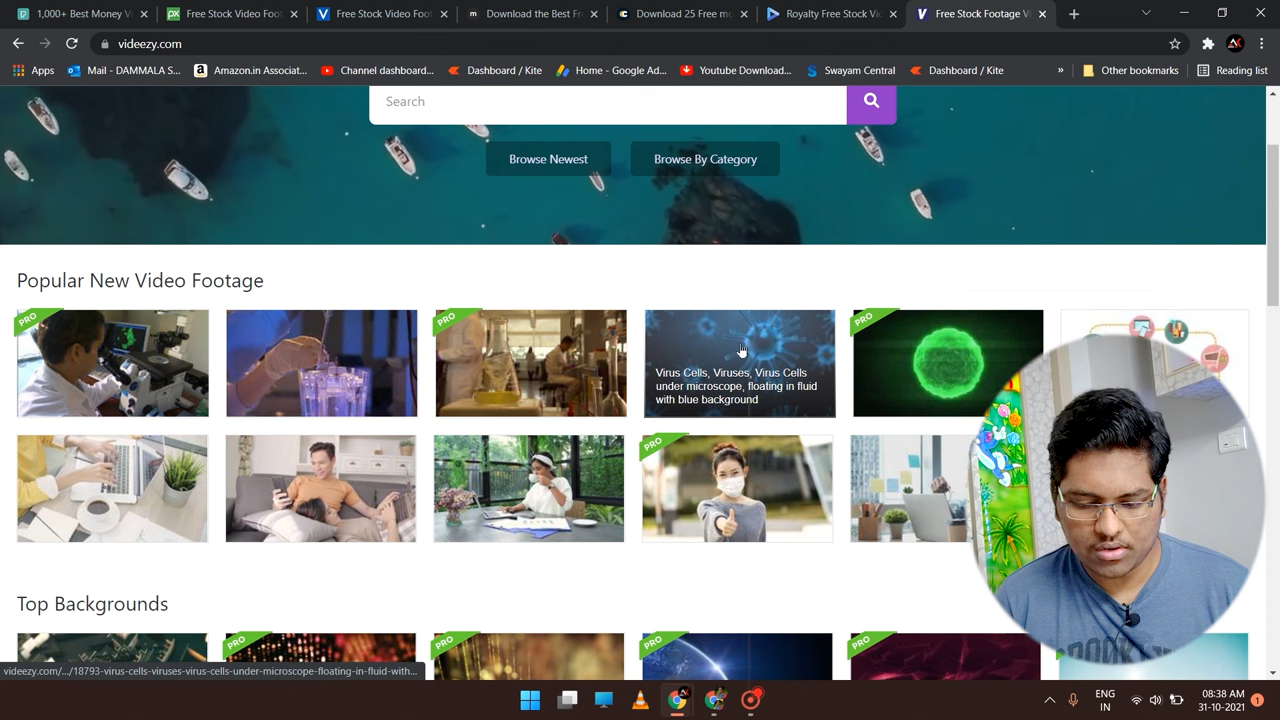 1,000+ Best Money V
Free Stock Video Foot
Free Stock Video Foot
Download the Best Fr
Download 25 Free mo
Royalty Free Stock Vid
Free Stock Footage Vi
videezy.com
Apps
Mail - DAMMALA S...
Amazon.in Associat...
Channel dashboard...
Dashboard / Kite
Home - Google Ad...
Youtube Download...
Swayam Central
Dashboard / Kite
»
Other bookmarks
Reading list
Search
Browse Newest
Browse By Category
Popular New Video Footage
PRO
PRO
Virus Cells, Viruses, Virus Cells
under microscope, floating in fluid
with blue background
PRO
PRO
Top Backgrounds
PRO
PRO
PRO
PRO
videezy.com/.../18793-virus-cells-viruses-virus-cells-under-microscope-floating-in-fluid-with...
ENG
IN
08:38 AM
31-10-2021
1